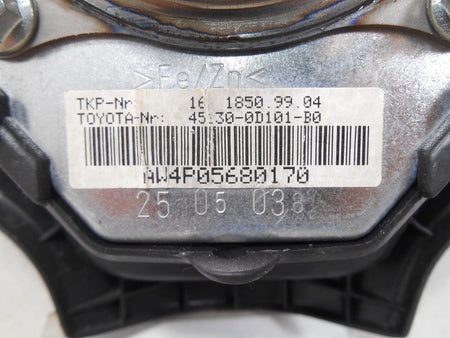 >Fe/Zn<
TKP-Nr: 16 1850.99.04
TOYOTA-Nr: 45130-0D101-B0
AW4P05680170
25 05 038